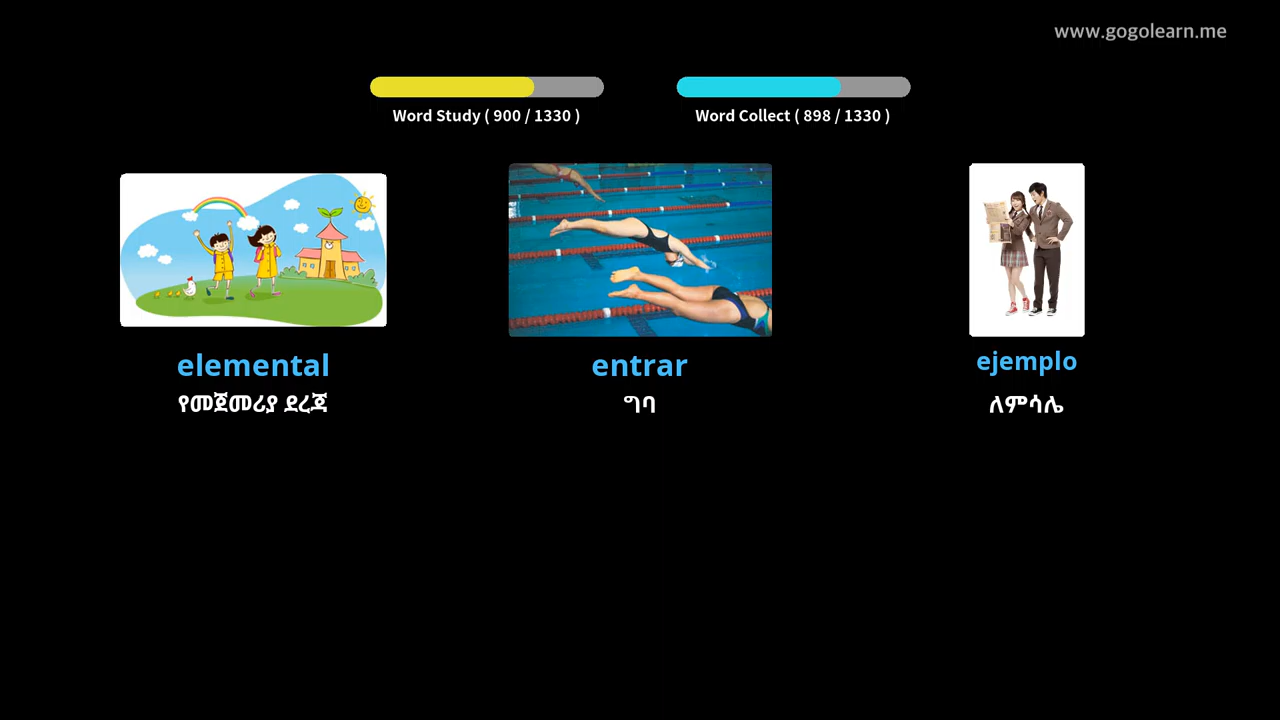 www.gogolearn.me
Word Study ( 900 / 1330 )
Word Collect ( 898 / 1330 )
elemental
entrar
ejemplo
የመጀመሪያ ደረጃ
ግባ
ለምሳሌ